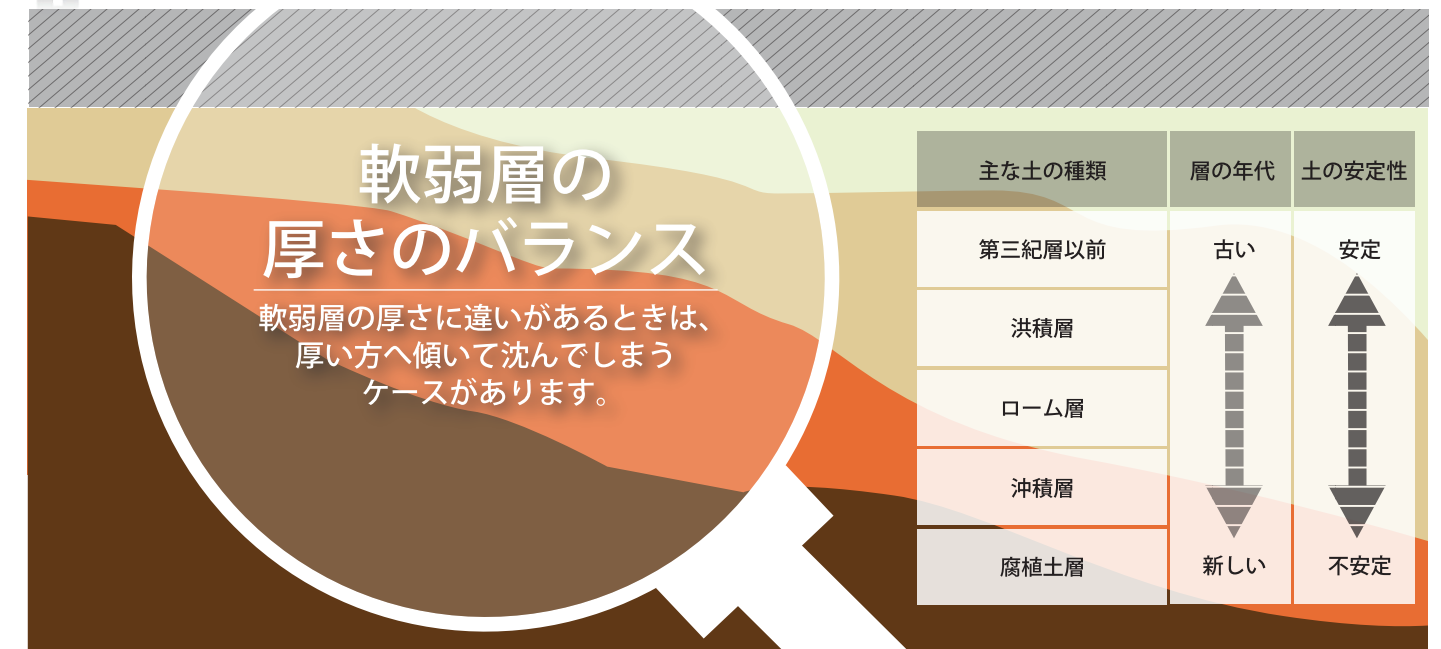 軟弱層の
厚さのバランス
軟弱層の厚さに違いがあるときは、
厚い方へ傾いて沈んでしまう
ケースがあります。
主な土の種類 層の年代 土の安定性
第三紀層以前 古い 安定
洪積層
ローム層
沖積層
腐植土層 新しい 不安定